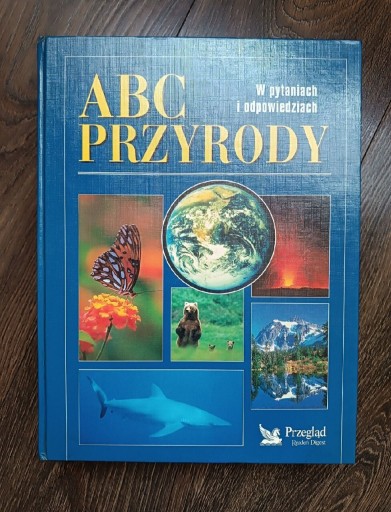 ABC
PRZYRODY
W pytaniach
i odpowiedziach
Przegląd
Reader's Digest